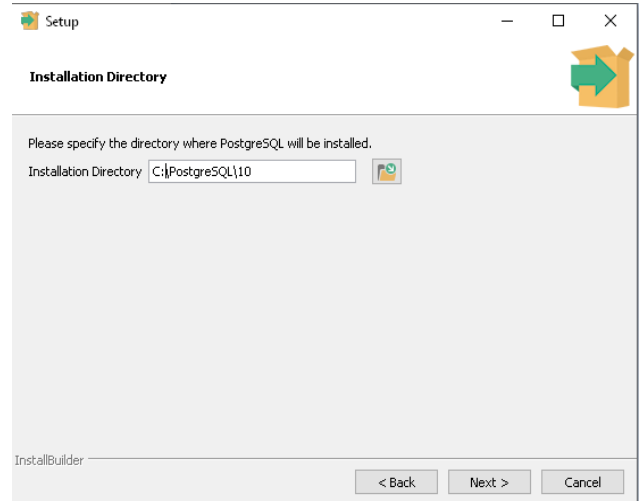 Setup
Installation Directory
Please specify the directory where PostgreSQL will be installed.
Installation Directory C:\PostgreSQL\10
InstallBuilder
< Back Next > Cancel